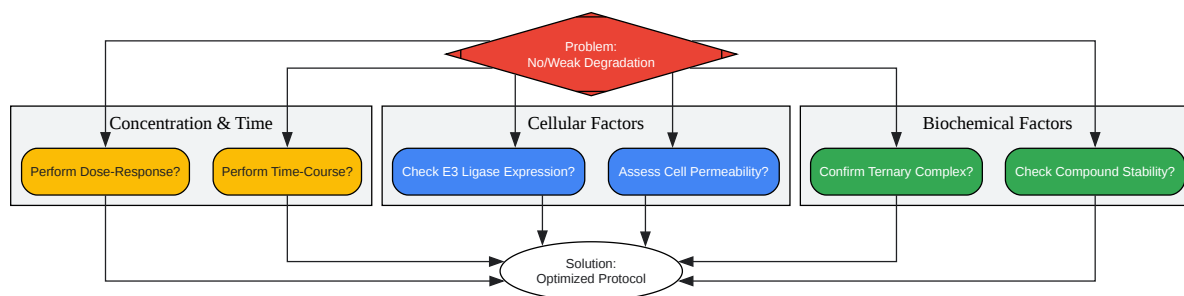 Problem:
No/Weak Degradation
Concentration & Time
Cellular Factors
Biochemical Factors
Perform Dose-Response?
Perform Time-Course?
Check E3 Ligase Expression?
Assess Cell Permeability?
Confirm Ternary Complex?
Check Compound Stability?
Solution:
Optimized Protocol